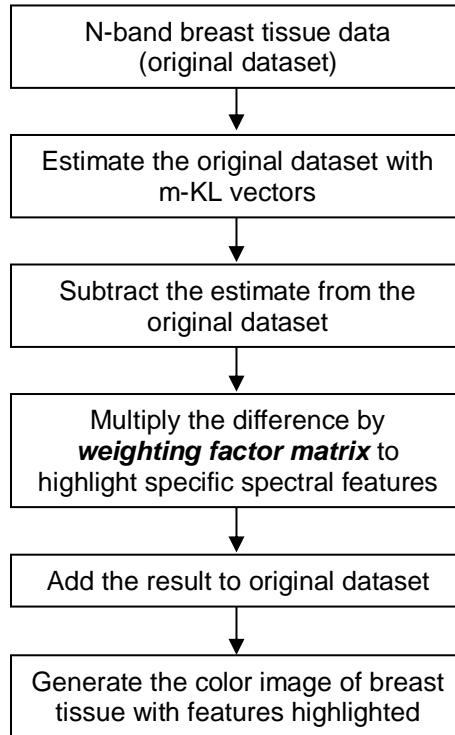 N-band breast tissue data
(original dataset)
Estimate the original dataset with
m-KL vectors
Subtract the estimate from the
original dataset
Multiply the difference by
weighting factor matrix to
highlight specific spectral features
Add the result to original dataset
Generate the color image of breast
tissue with features highlighted